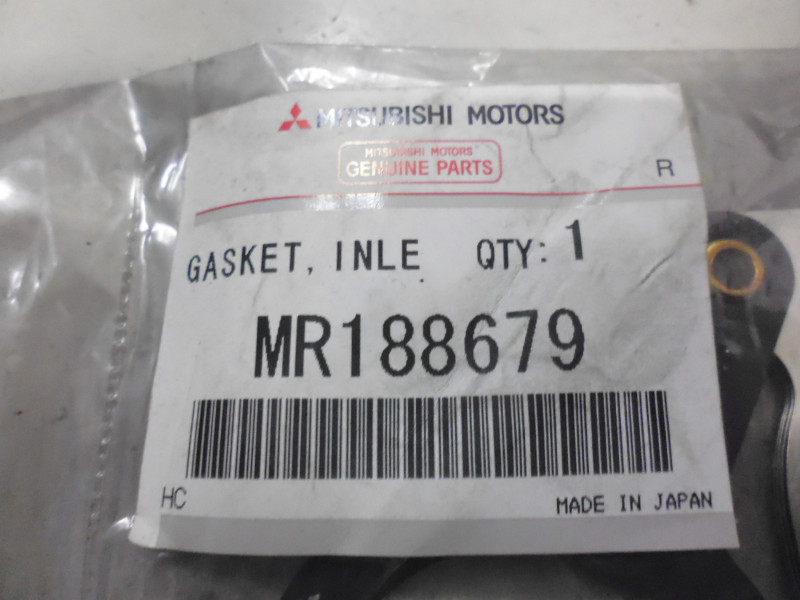 MITSUBISHI MOTORS
MITSUBISHI MOTORS
GENUINE PARTS
R
GASKET, INLE QTY: 1
MR188679
HC
MADE IN JAPAN